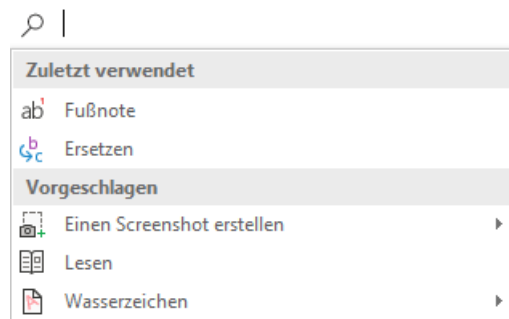 Zuletzt verwendet
Fußnote
Ersetzen
Vorgeschlagen
Einen Screenshot erstellen
Lesen
Wasserzeichen